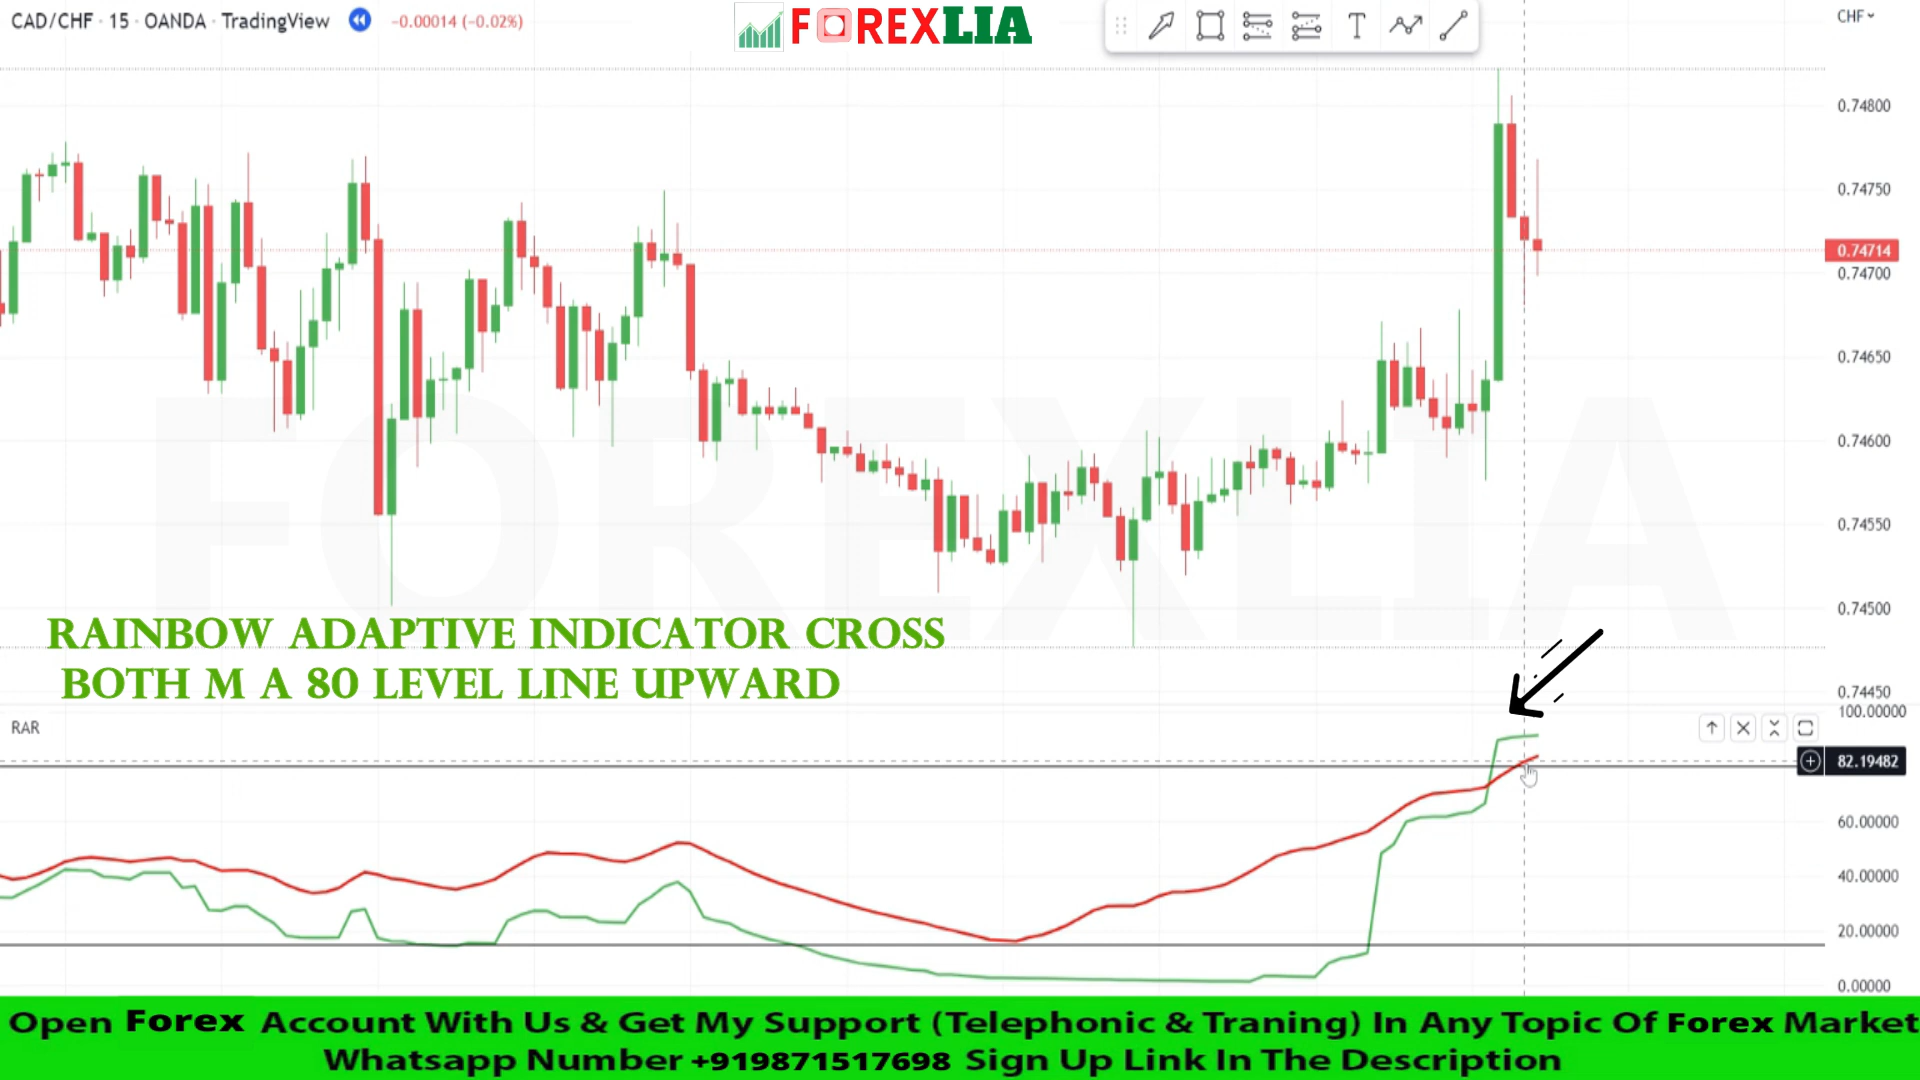 CAD/CHF · 15 · OANDA · TradingView
−0.00014 (−0.02%)
FOREXLIA
T
CHF
0.74800
0.74750
0.74714
0.74700
0.74650
0.74600
0.74550
0.74500
0.74450
FOREXLIA
RAINBOW ADAPTIVE INDICATOR CROSS
BOTH M A 80 LEVEL LINE UPWARD
RAR
100.00000
82.19482
60.00000
40.00000
20.00000
0.00000
Open Forex Account With Us & Get My Support (Telephonic & Traning) In Any Topic Of Forex Market
Whatsapp Number +919871517698 Sign Up Link In The Description